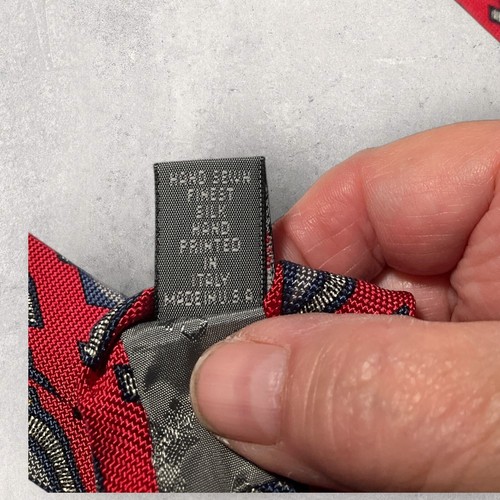 HAND SEWN
FINEST
SILK
HAND
PRINTED
IN
ITALY
MADE IN U.S.A